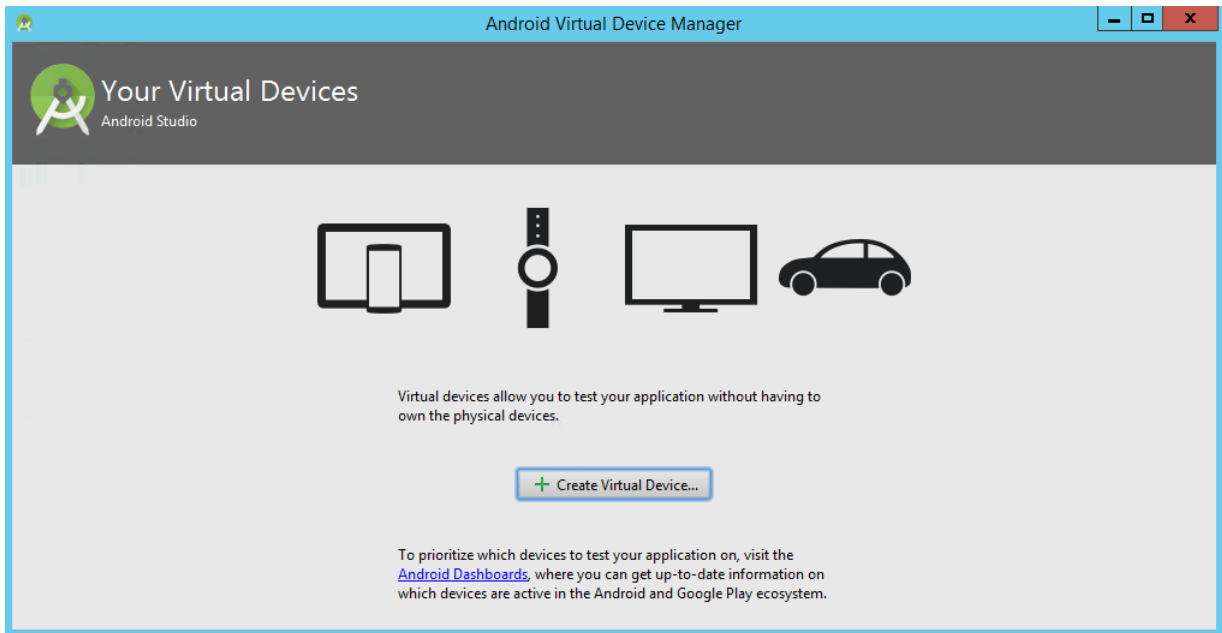 Android Virtual Device Manager
Your Virtual Devices
Android Studio
Virtual devices allow you to test your application without having to
own the physical devices.
Create Virtual Device...
To prioritize which devices to test your application on, visit the
Android Dashboards, where you can get up-to-date information on
which devices are active in the Android and Google Play ecosystem.